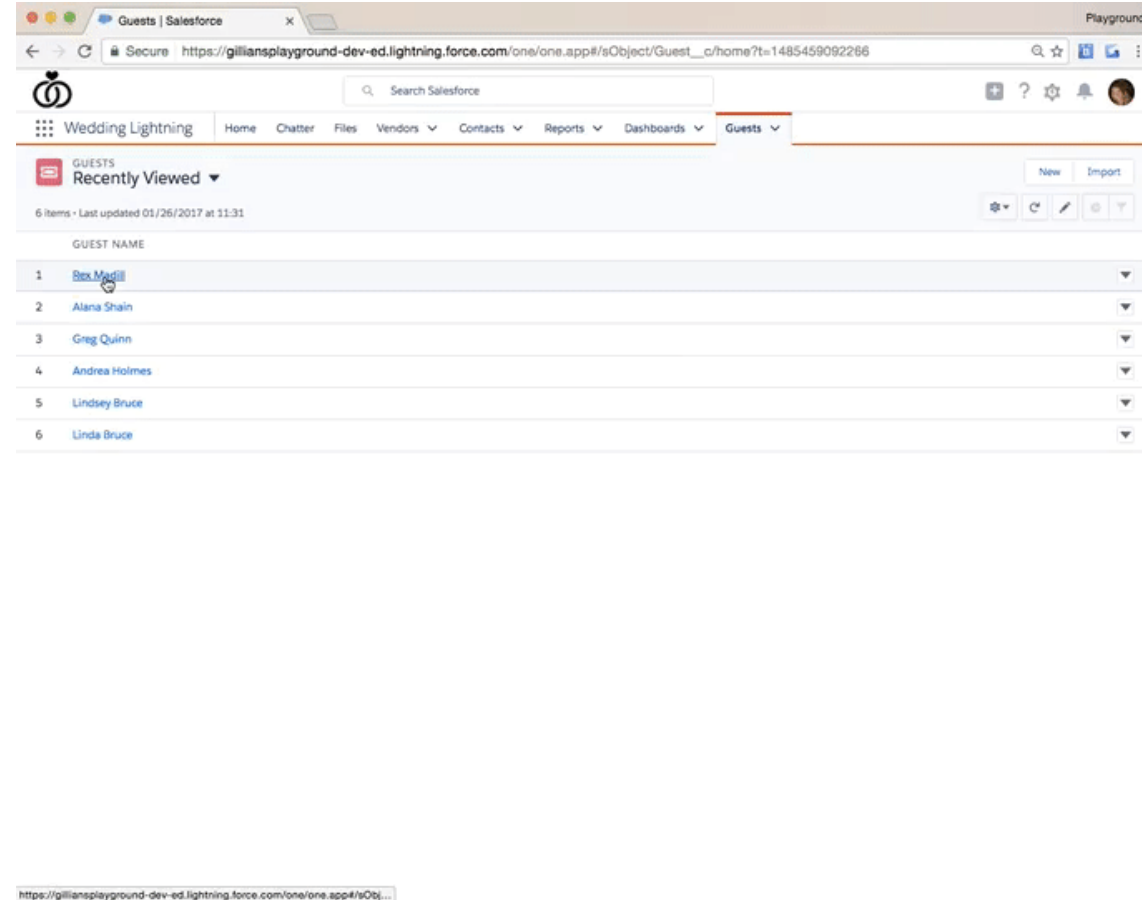 Guests | Salesforce
Playground
Secure https://gilliansplayground-dev-ed.lightning.force.com/one/one.app#/sObject/Guest__c/home?t=1485459092266
Search Salesforce
Wedding Lightning Home Chatter Files Vendors Contacts Reports Dashboards Guests
GUESTS
Recently Viewed
New Import
6 items • Last updated 01/26/2017 at 11:31
GUEST NAME
1 Rex Madill
2 Alana Shain
3 Greg Quinn
4 Andrea Holmes
5 Lindsey Bruce
6 Linda Bruce
https://gilliansplayground-dev-ed.lightning.force.com/one/one.app#/sObj...